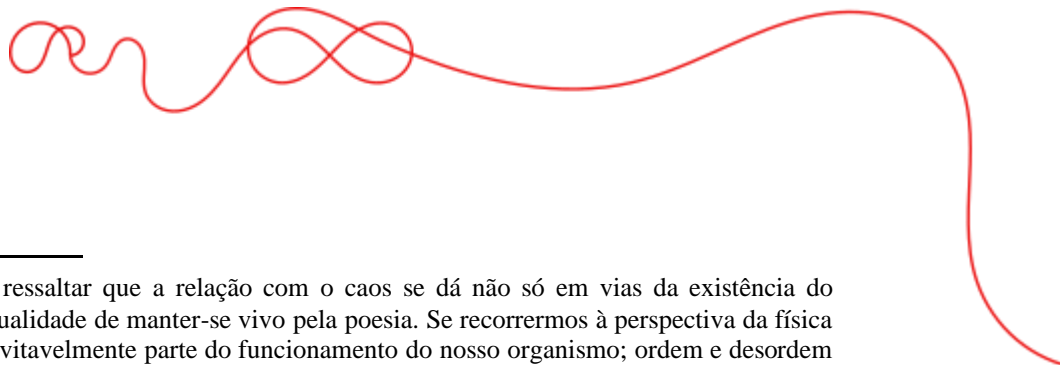 ressaltar que a relação com o caos se dá não só em vias da existência do
ualidade de manter-se vivo pela poesia. Se recorrermos à perspectiva da física
vitavelmente parte do funcionamento do nosso organismo; ordem e desordem